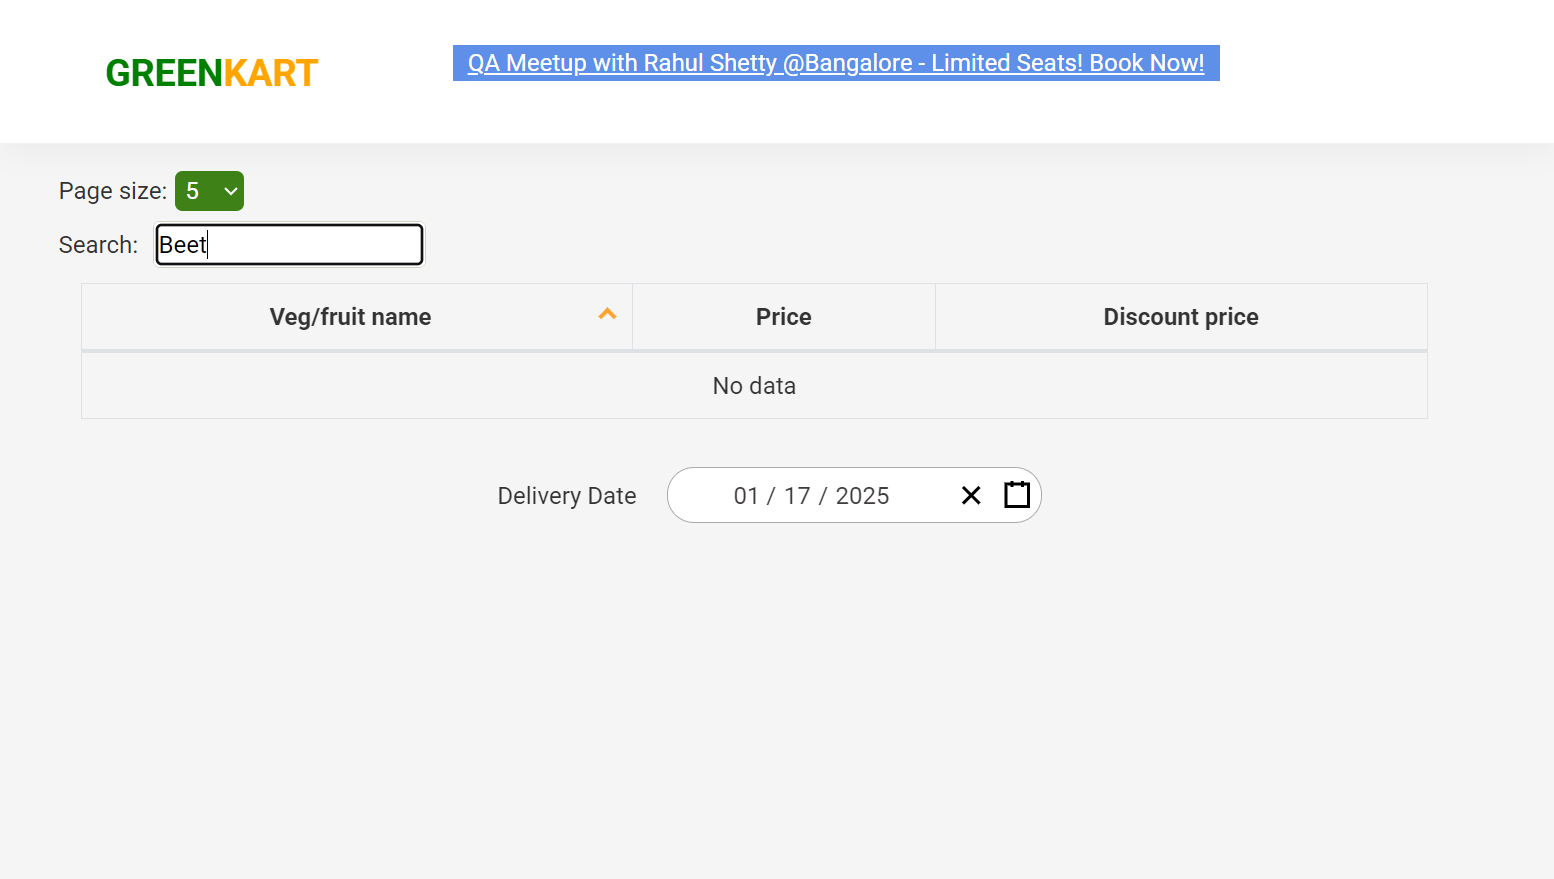 GREENKART
QA Meetup with Rahul Shetty @Bangalore - Limited Seats! Book Now!
Page size: 5
Search: Beet
Veg/fruit name Price Discount price
No data
Delivery Date 01 / 17 / 2025